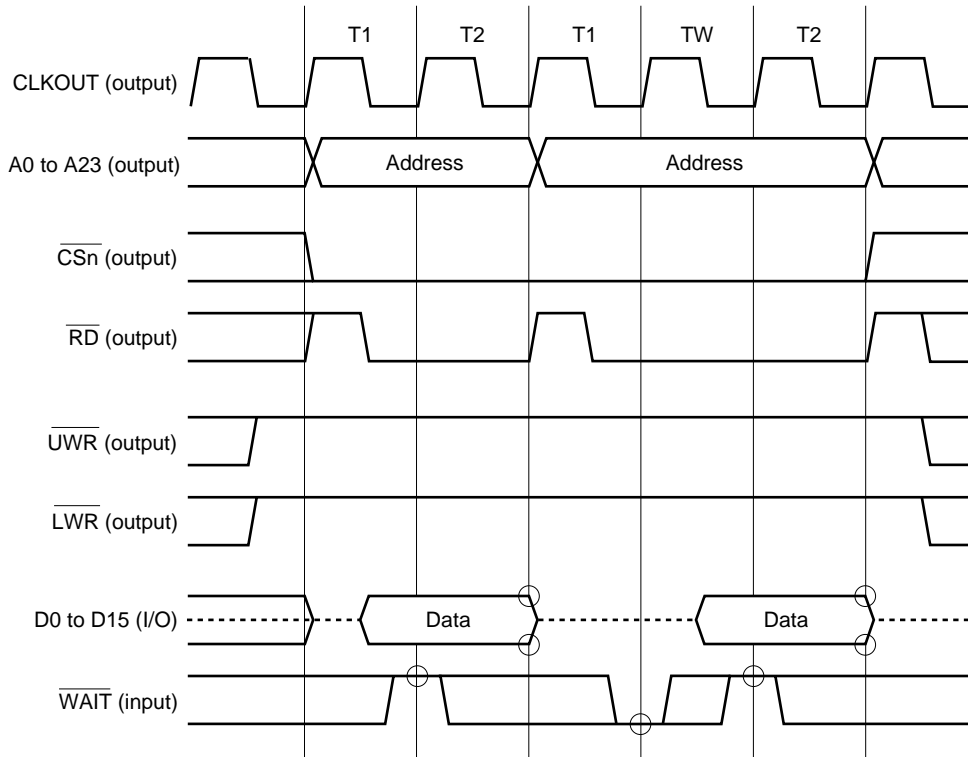 T1 T2 T1 TW T2
CLKOUT (output)
A0 to A23 (output) Address Address
CSn (output)
RD (output)
UWR (output)
LWR (output)
D0 to D15 (I/O) Data Data
WAIT (input)